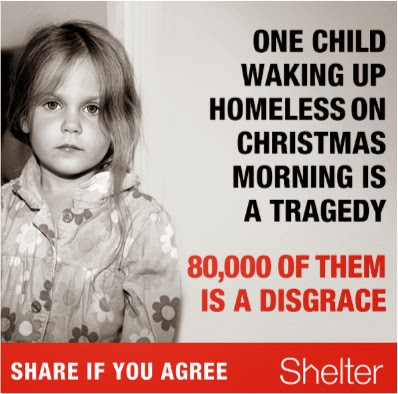 ONE CHILD
WAKING UP
HOMELESS ON
CHRISTMAS
MORNING IS
A TRAGEDY
80,000 OF THEM
IS A DISGRACE
SHARE IF YOU AGREE
Shelter